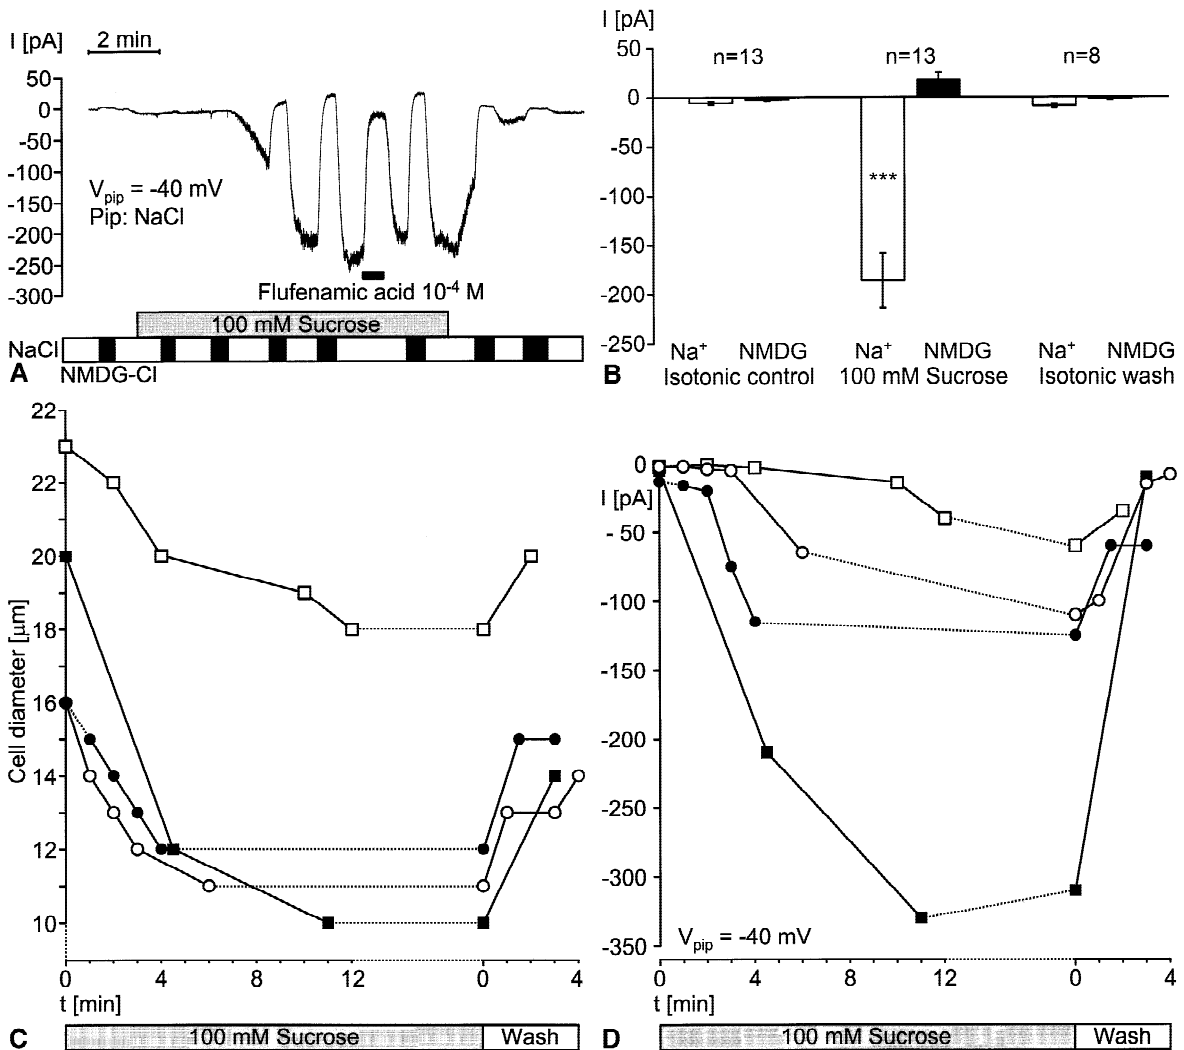 I [pA]
2 min
50
0
-50
-100
-150
-200
-250
-300
V_pip = -40 mV
Pip: NaCl
Flufenamic acid 10^-4 M
100 mM Sucrose
NaCl
NMDG-Cl
A
I [pA]
50
0
-50
-100
-150
-200
-250
n=13
n=13
n=8
***
Na+
NMDG
Na+
NMDG
Na+
NMDG
Isotonic control
100 mM Sucrose
Isotonic wash
B
22
22
20
18
16
14
12
10
Cell diameter [µm]
0
4
8
12
0
4
t [min]
100 mM Sucrose
Wash
C
0
I [pA]
- 50
-100
-150
-200
-250
-300
-350
V_pip = -40 mV
0
4
8
12
0
4
t [min]
100 mM Sucrose
Wash
D